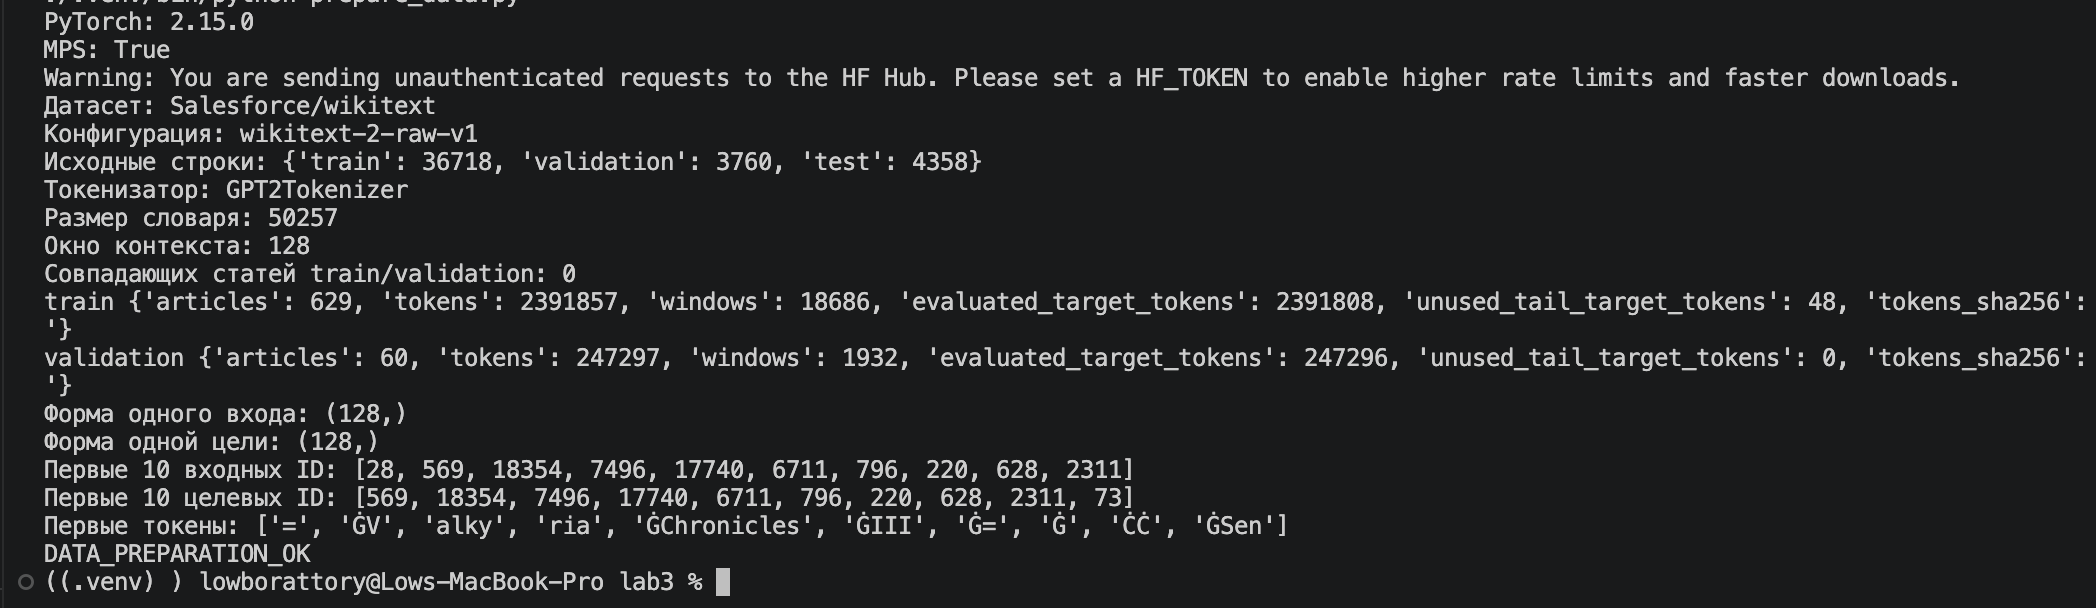 ././.venv/bin/python prepare_data.py
PyTorch: 2.15.0
MPS: True
Warning: You are sending unauthenticated requests to the HF Hub. Please set a HF_TOKEN to enable higher rate limits and faster downloads.
Датасет: Salesforce/wikitext
Конфигурация: wikitext-2-raw-v1
Исходные строки: {'train': 36718, 'validation': 3760, 'test': 4358}
Токенизатор: GPT2Tokenizer
Размер словаря: 50257
Окно контекста: 128
Совпадающих статей train/validation: 0
train {'articles': 629, 'tokens': 2391857, 'windows': 18686, 'evaluated_target_tokens': 2391808, 'unused_tail_target_tokens': 48, 'tokens_sha256':
'}
validation {'articles': 60, 'tokens': 247297, 'windows': 1932, 'evaluated_target_tokens': 247296, 'unused_tail_target_tokens': 0, 'tokens_sha256':
'}
Форма одного входа: (128,)
Форма одной цели: (128,)
Первые 10 входных ID: [28, 569, 18354, 7496, 17740, 6711, 796, 220, 628, 2311]
Первые 10 целевых ID: [569, 18354, 7496, 17740, 6711, 796, 220, 628, 2311, 73]
Первые токены: ['=', 'ĠV', 'alky', 'ria', 'ĠChronicles', 'ĠIII', 'Ġ=', 'Ġ', 'ĊĊ', 'ĠSen']
DATA_PREPARATION_OK
((.venv) ) lowborattory@Lows-MacBook-Pro lab3 %